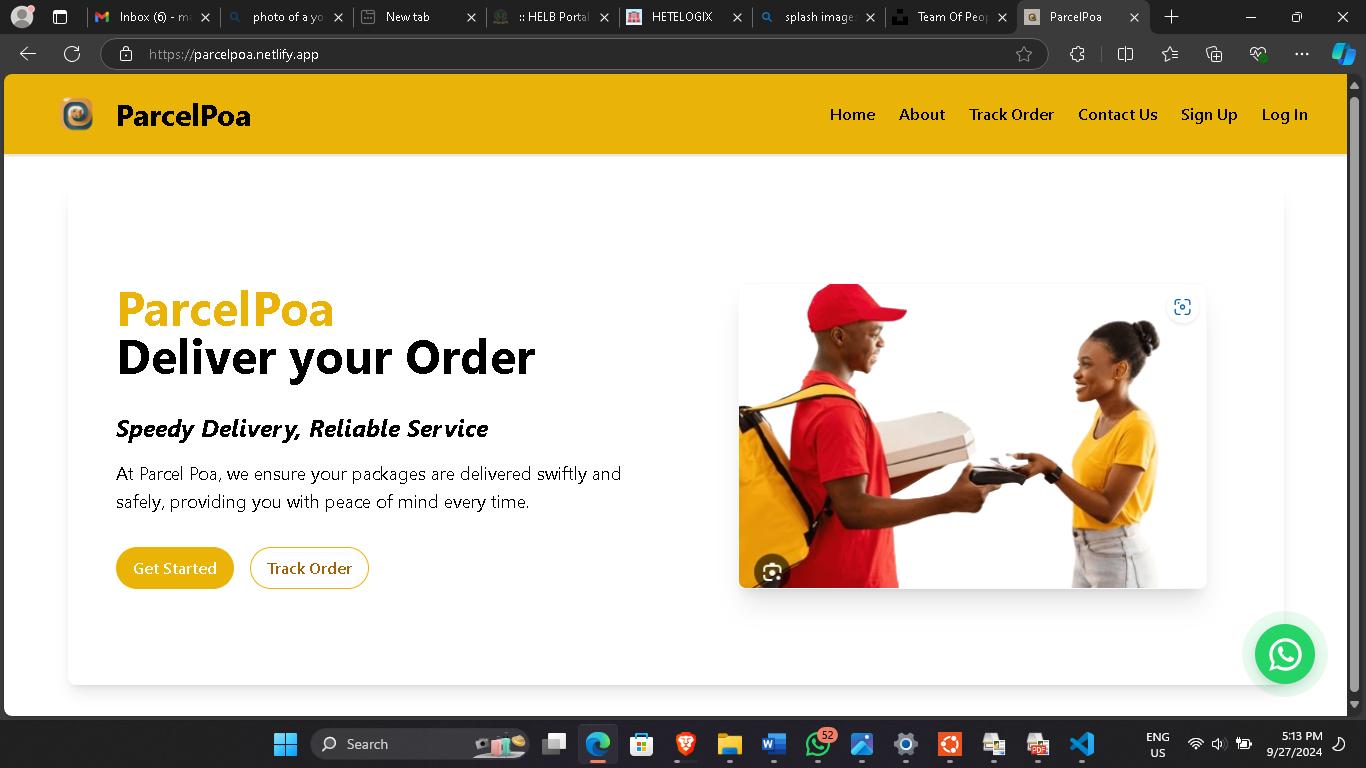 Inbox (6) - m
photo of a yo
New tab
:: HELB Portal
HETELOGIX
splash image
Team Of Peop
ParcelPoa
https://parcelpoa.netlify.app
ParcelPoa
Home About Track Order Contact Us Sign Up Log In
ParcelPoa
Deliver your Order
Speedy Delivery, Reliable Service
At Parcel Poa, we ensure your packages are delivered swiftly and
safely, providing you with peace of mind every time.
Get Started Track Order
Search
52
PDF
ENG
US
5:13 PM
9/27/2024